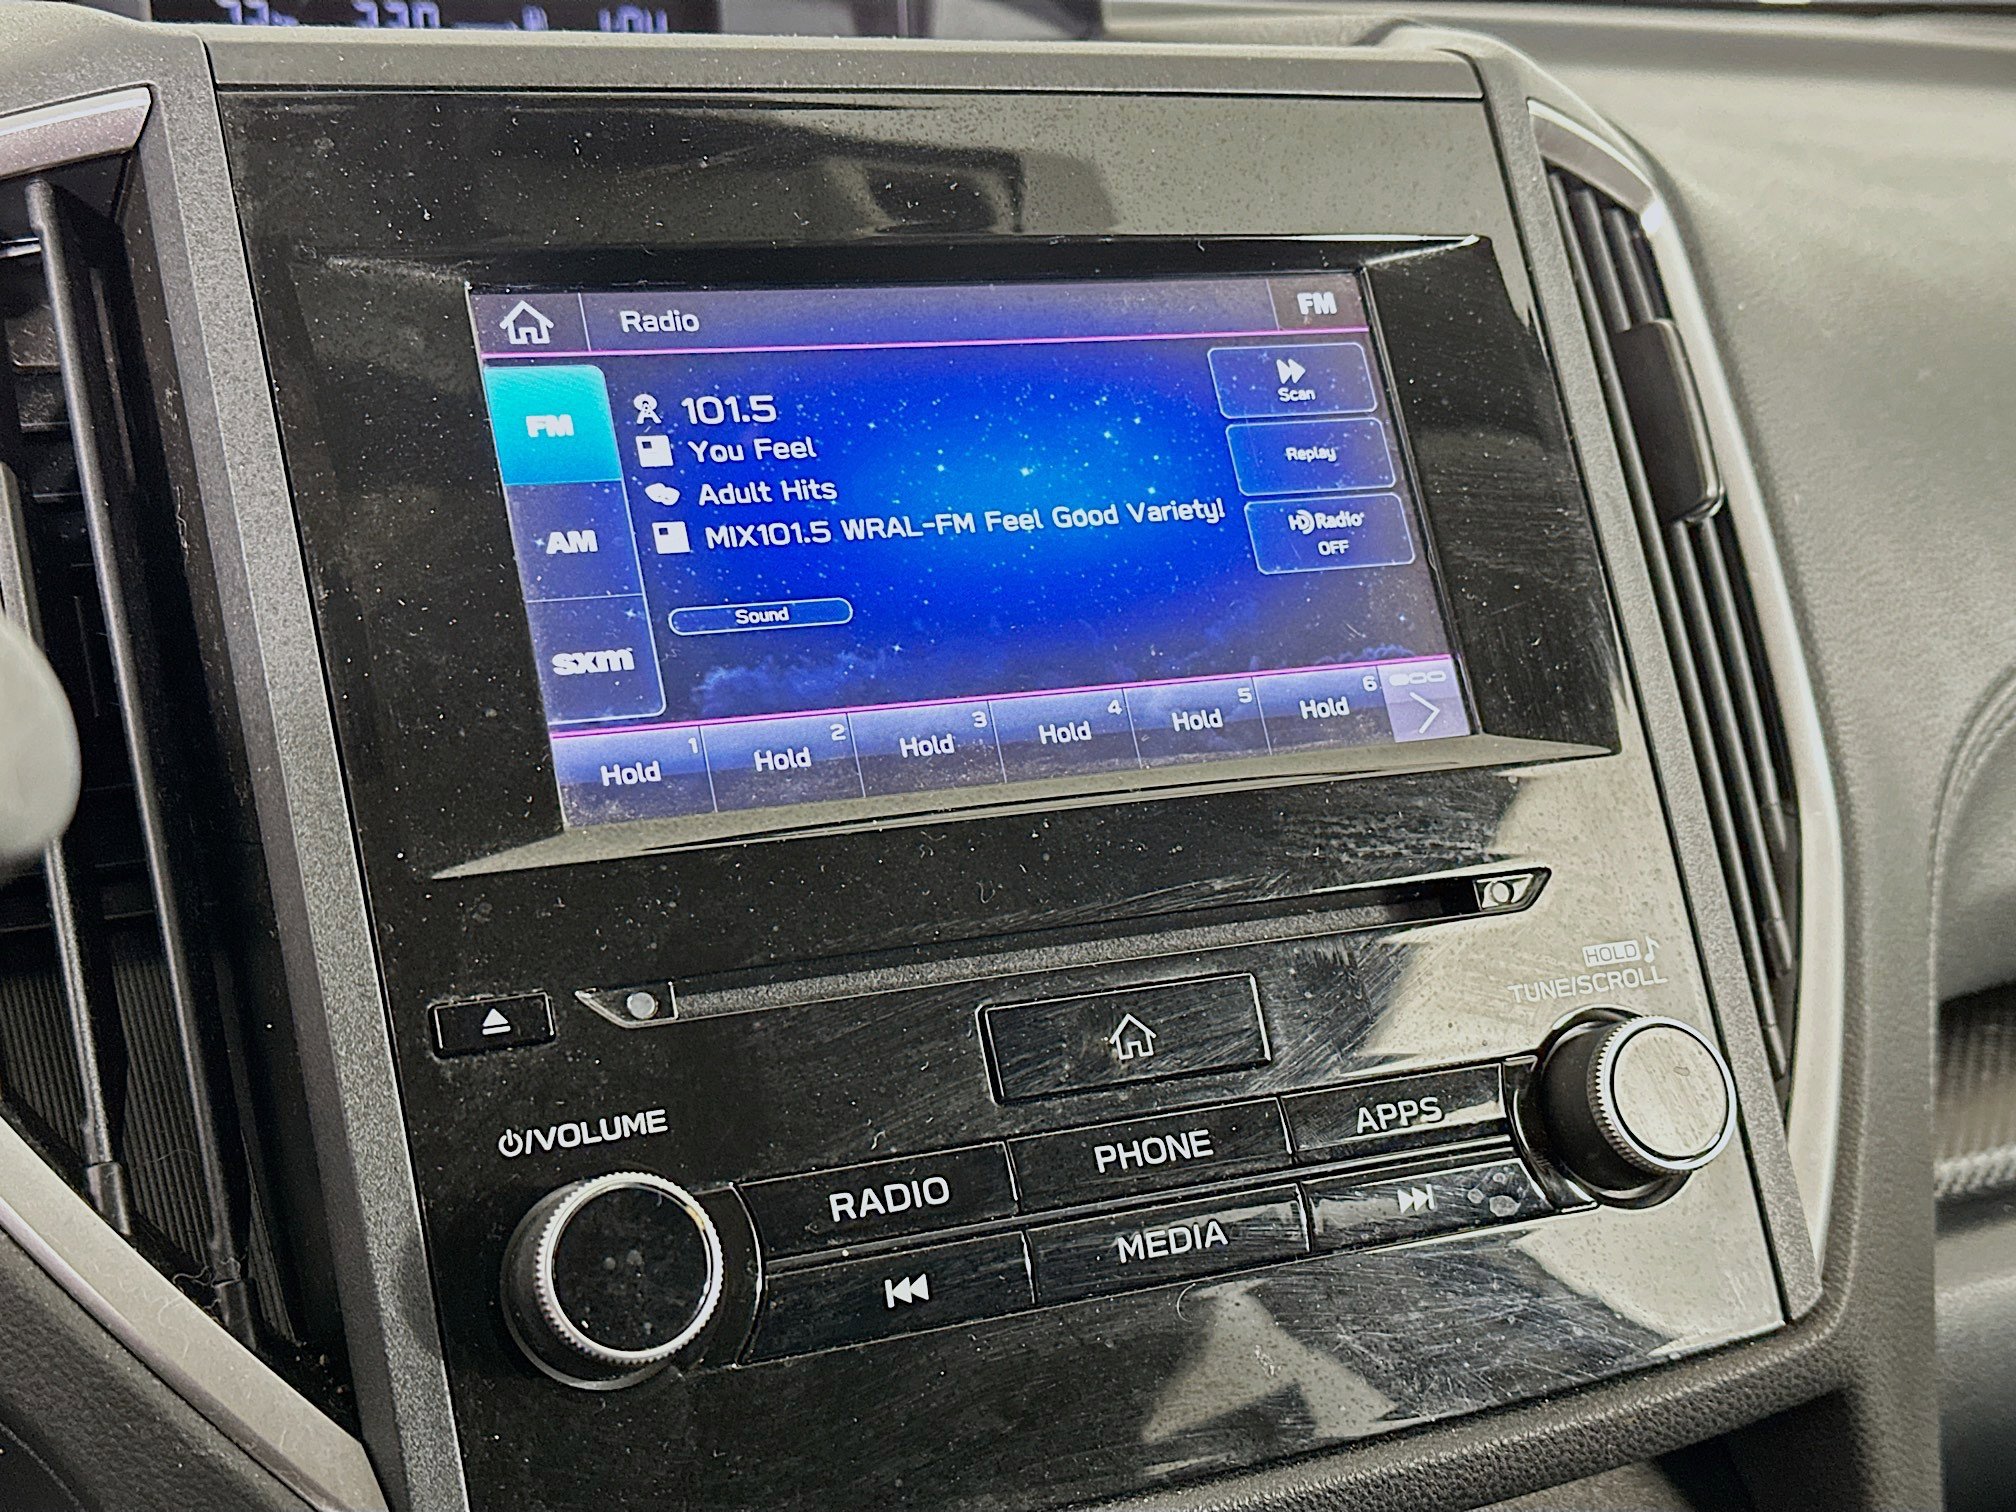 Radio
FM
FM
AM
sxm
101.5
You Feel
Adult Hits
MIX101.5 WRAL-FM Feel Good Variety!
Sound
Scan
Replay
HD Radio
OFF
1
Hold
2
Hold
3
Hold
4
Hold
5
Hold
6
Hold
HOLD
TUNE/SCROLL
/VOLUME
RADIO
PHONE
APPS
MEDIA